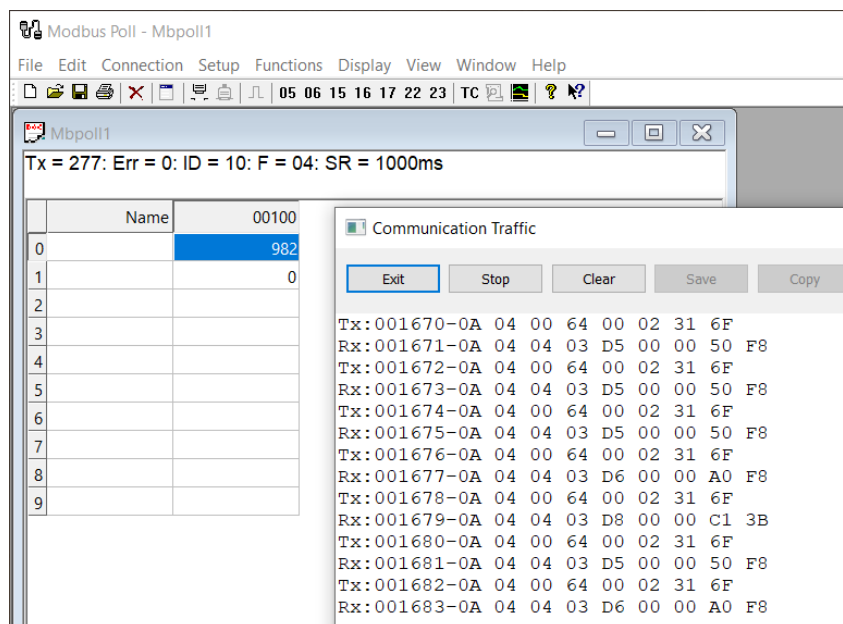 Modbus Poll - Mbpoll1
File Edit Connection Setup Functions Display View Window Help
05 06 15 16 17 22 23 TC
Mbpoll1
Tx = 277: Err = 0: ID = 10: F = 04: SR = 1000ms
Name 00100
0 982
1 0
2
3
4
5
6
7
8
9
Communication Traffic
Exit Stop Clear Save Copy
Tx:001670-0A 04 00 64 00 02 31 6F
Rx:001671-0A 04 04 03 D5 00 00 50 F8
Tx:001672-0A 04 00 64 00 02 31 6F
Rx:001673-0A 04 04 03 D5 00 00 50 F8
Tx:001674-0A 04 00 64 00 02 31 6F
Rx:001675-0A 04 04 03 D5 00 00 50 F8
Tx:001676-0A 04 00 64 00 02 31 6F
Rx:001677-0A 04 04 03 D6 00 00 A0 F8
Tx:001678-0A 04 00 64 00 02 31 6F
Rx:001679-0A 04 04 03 D8 00 00 C1 3B
Tx:001680-0A 04 00 64 00 02 31 6F
Rx:001681-0A 04 04 03 D5 00 00 50 F8
Tx:001682-0A 04 00 64 00 02 31 6F
Rx:001683-0A 04 04 03 D6 00 00 A0 F8